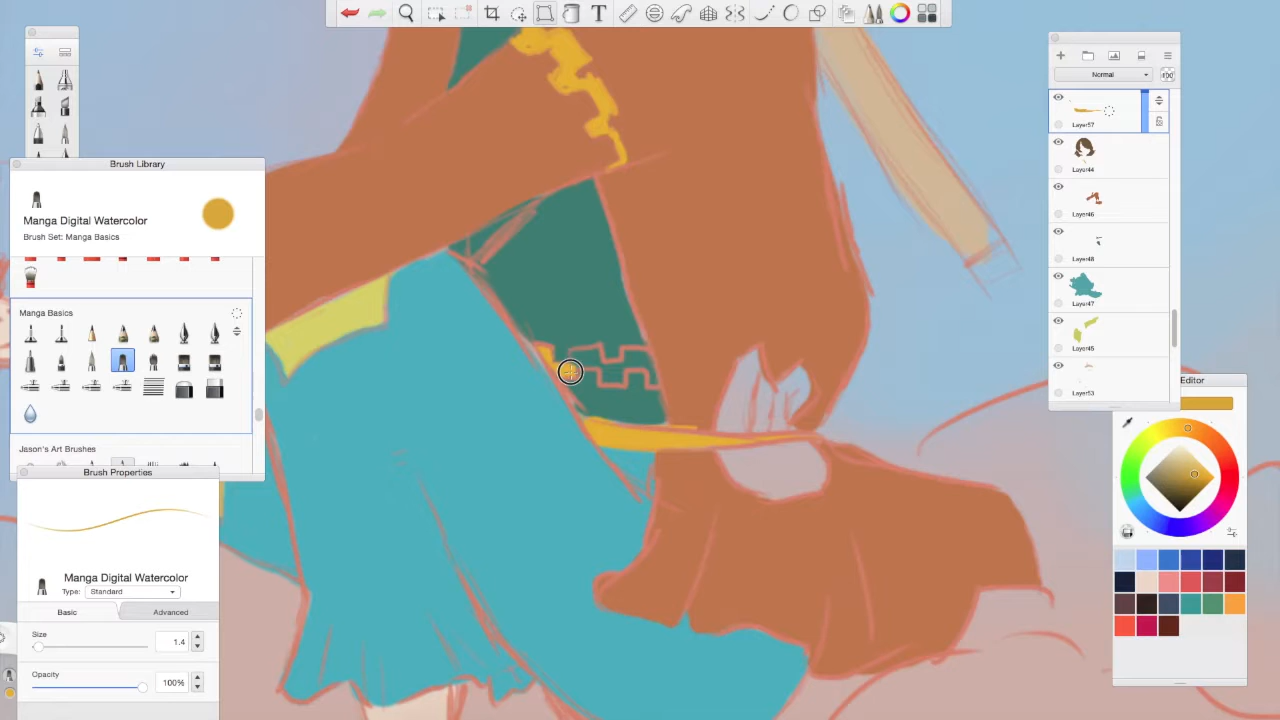 T
Brush Library
Manga Digital Watercolor
Brush Set: Manga Basics
Manga Basics
Jason's Art Brushes
Brush Properties
Manga Digital Watercolor
Type: Standard
Basic
Advanced
Size
1.4
Opacity
100%
100
Normal
Layer57
Layer44
Layer46
Layer48
Layer47
Layer45
Layer53
Editor